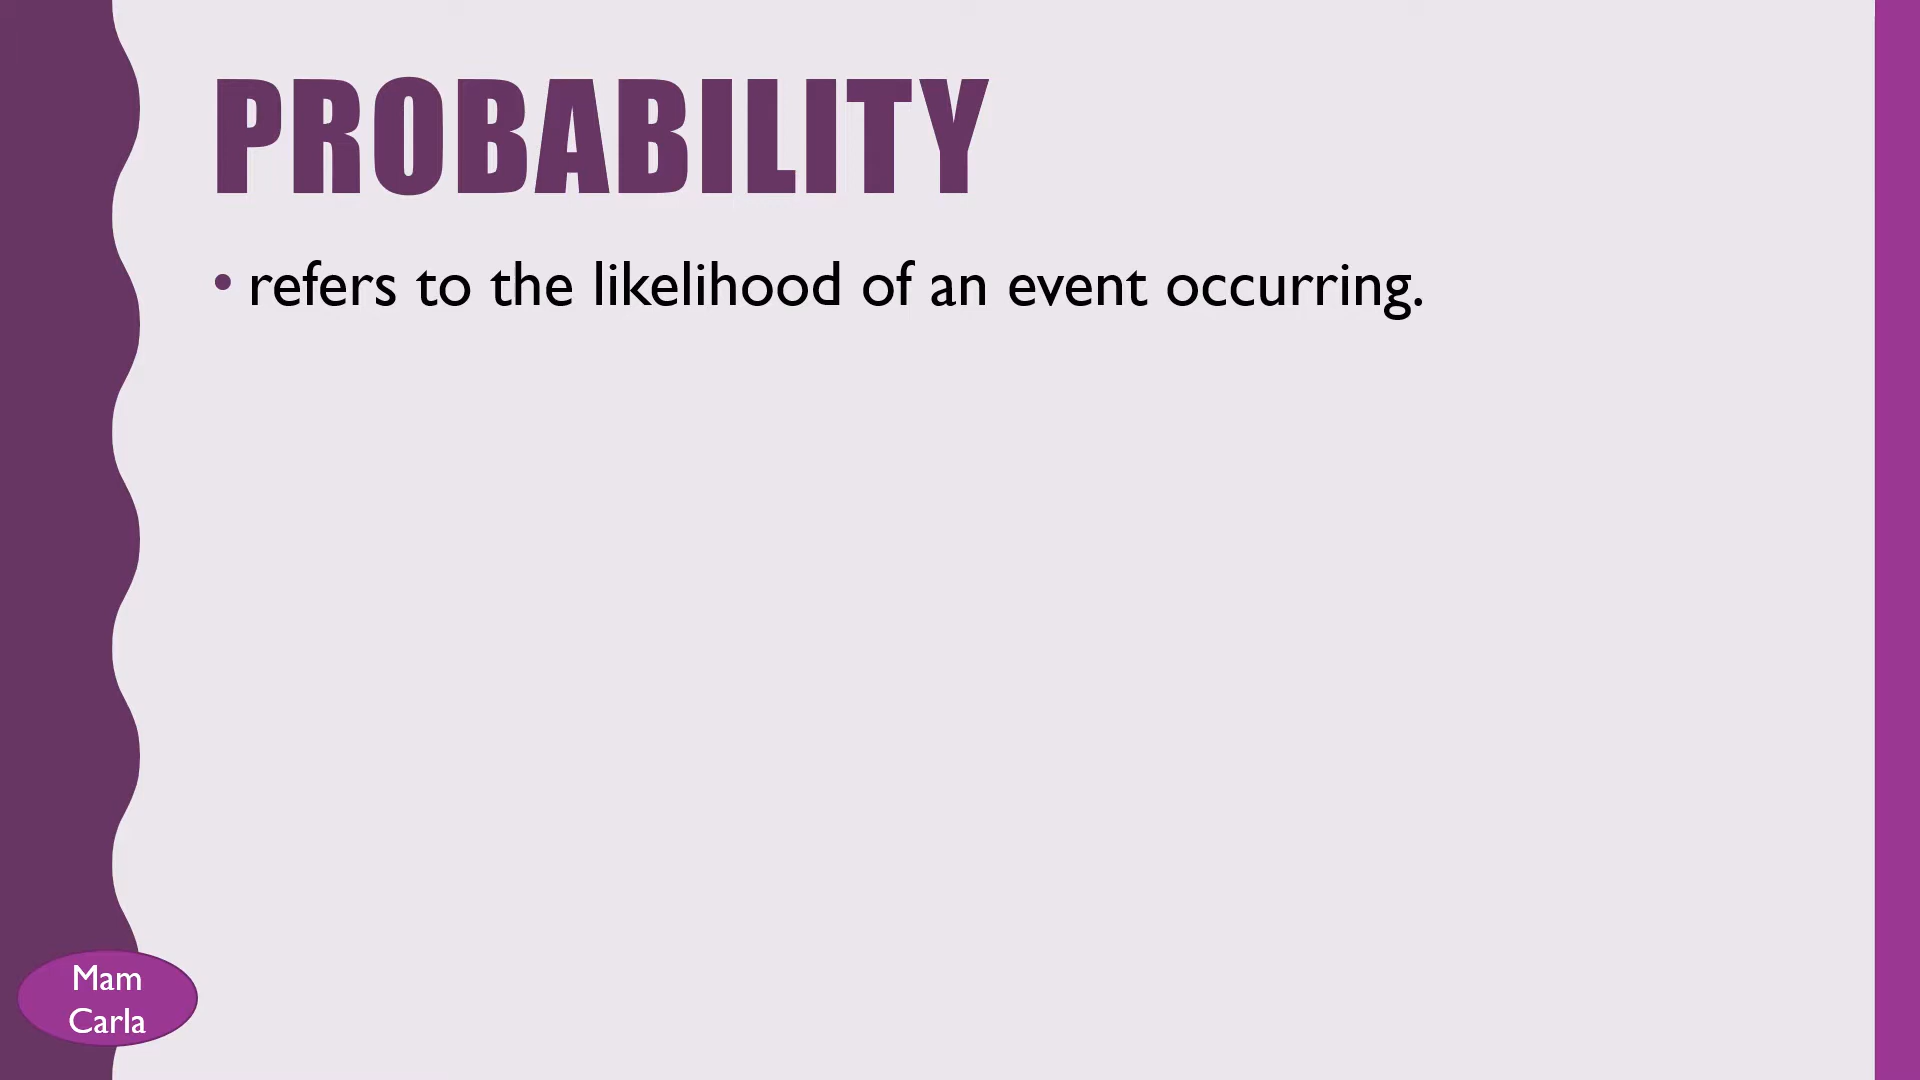 PROBABILITY
• refers to the likelihood of an event occurring.
Mam
Carla